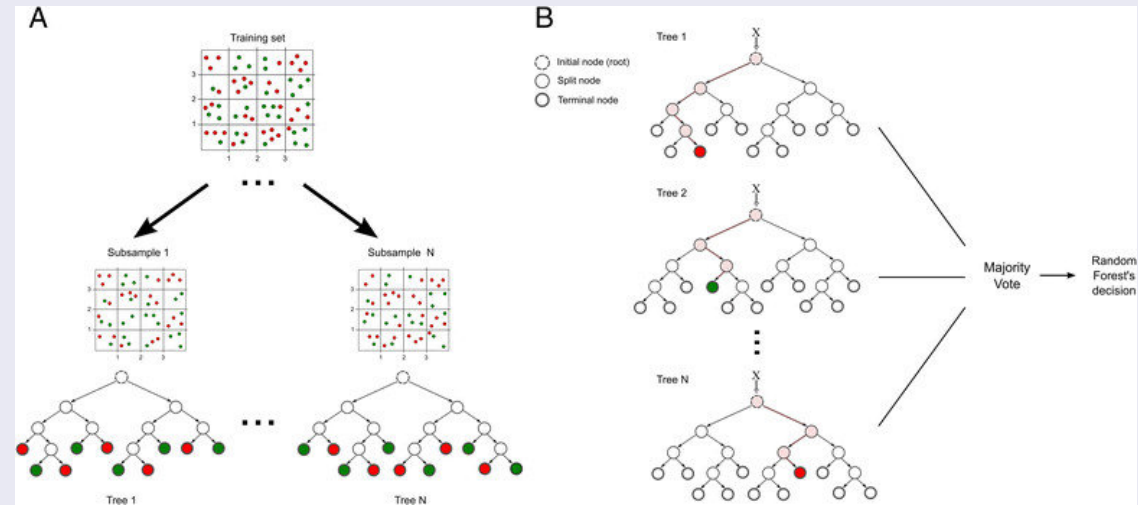 A
Training set
3
2
1
1 2 3
Subsample 1
3
2
1
1 2 3
Tree 1
Subsample N
3
2
1
1 2 3
Tree N
B
Initial node (root)
Split node
Terminal node
Tree 1
X
Tree 2
X
Tree N
X
Majority
Vote
Random
Forest's
decision